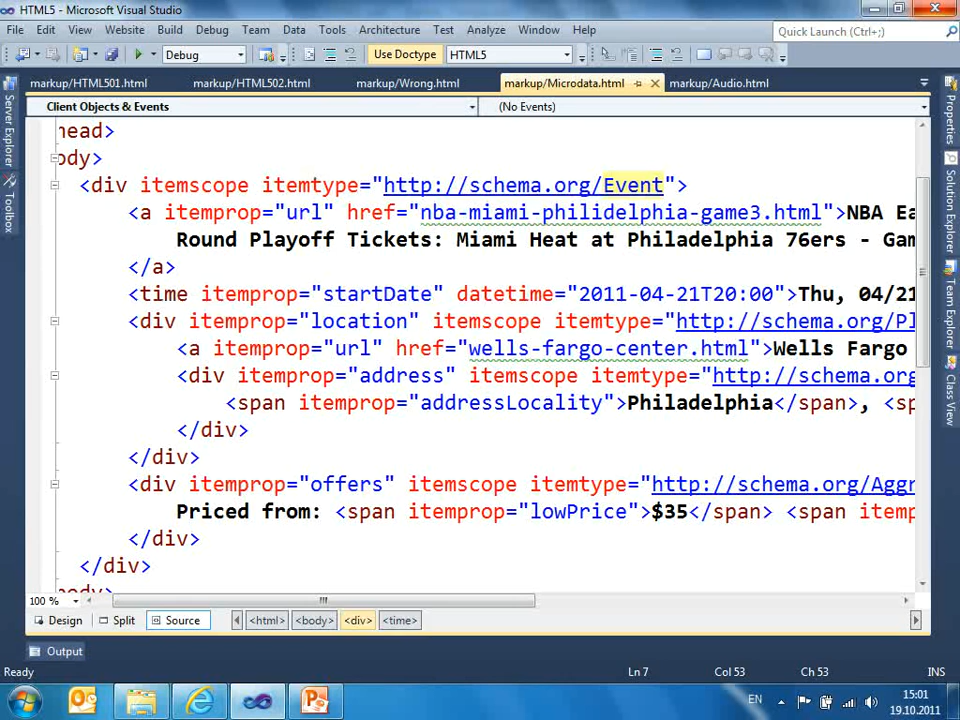 HTML5 - Microsoft Visual Studio
File Edit View Website Build Debug Team Data Tools Architecture Test Analyze Window Help Quick Launch (Ctrl+;)
Debug Use Doctype HTML5
markup/HTML501.html markup/HTML502.html markup/Wrong.html markup/Microdata.html markup/Audio.html
Client Objects & Events (No Events)
head>
ody>
<div itemscope itemtype="http://schema.org/Event">
<a itemprop="url" href="nba-miami-philidelphia-game3.html">NBA Ea
Round Playoff Tickets: Miami Heat at Philadelphia 76ers - Gam
</a>
<time itemprop="startDate" datetime="2011-04-21T20:00">Thu, 04/21
<div itemprop="location" itemscope itemtype="http://schema.org/Pl
<a itemprop="url" href="wells-fargo-center.html">Wells Fargo
<div itemprop="address" itemscope itemtype="http://schema.org
<span itemprop="addressLocality">Philadelphia</span>, <sp
</div>
</div>
<div itemprop="offers" itemscope itemtype="http://schema.org/Aggr
Priced from: <span itemprop="lowPrice">$35</span> <span itemp
</div>
</div>
body>
100 %
Design Split Source <html> <body> <div> <time>
Output
Ready Ln 7 Col 53 Ch 53 INS
EN 15:01
19.10.2011
Server Explorer
Toolbox
Properties
Solution Explorer
Team Explorer
Class View